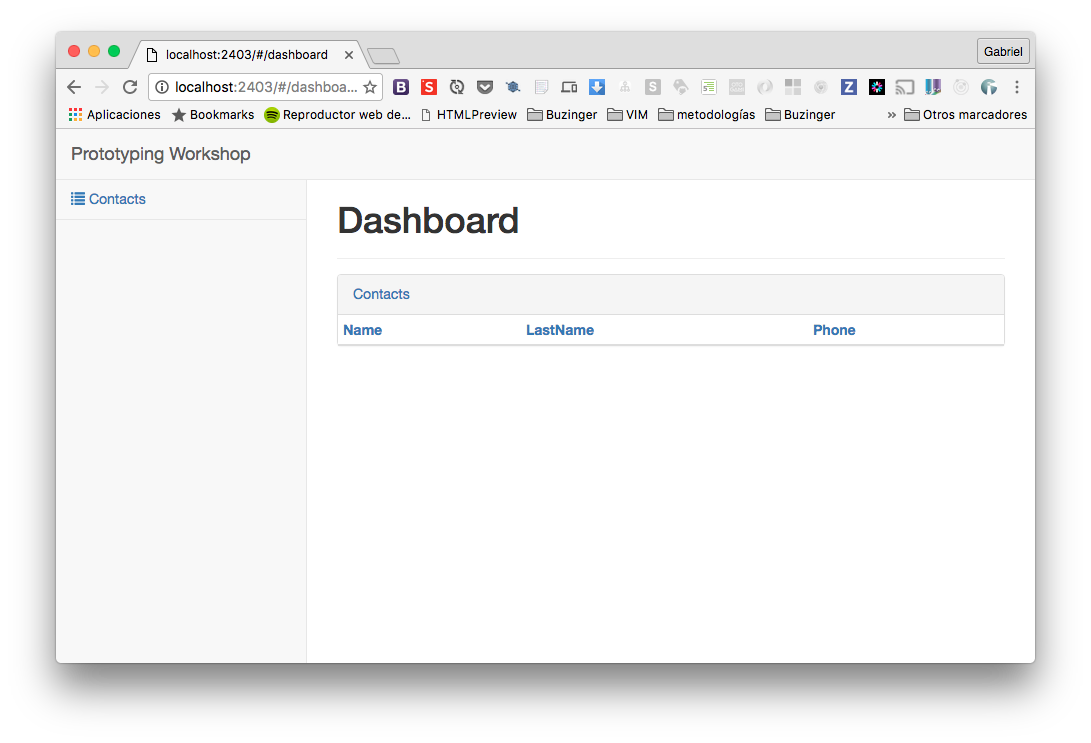 localhost:2403/#/dashboard
Gabriel
localhost:2403/#/dashboa...
Aplicaciones Bookmarks Reproductor web de... HTMLPreview Buzinger VIM metodologías Buzinger » Otros marcadores
Prototyping Workshop
Contacts
Dashboard
Contacts
Name LastName Phone